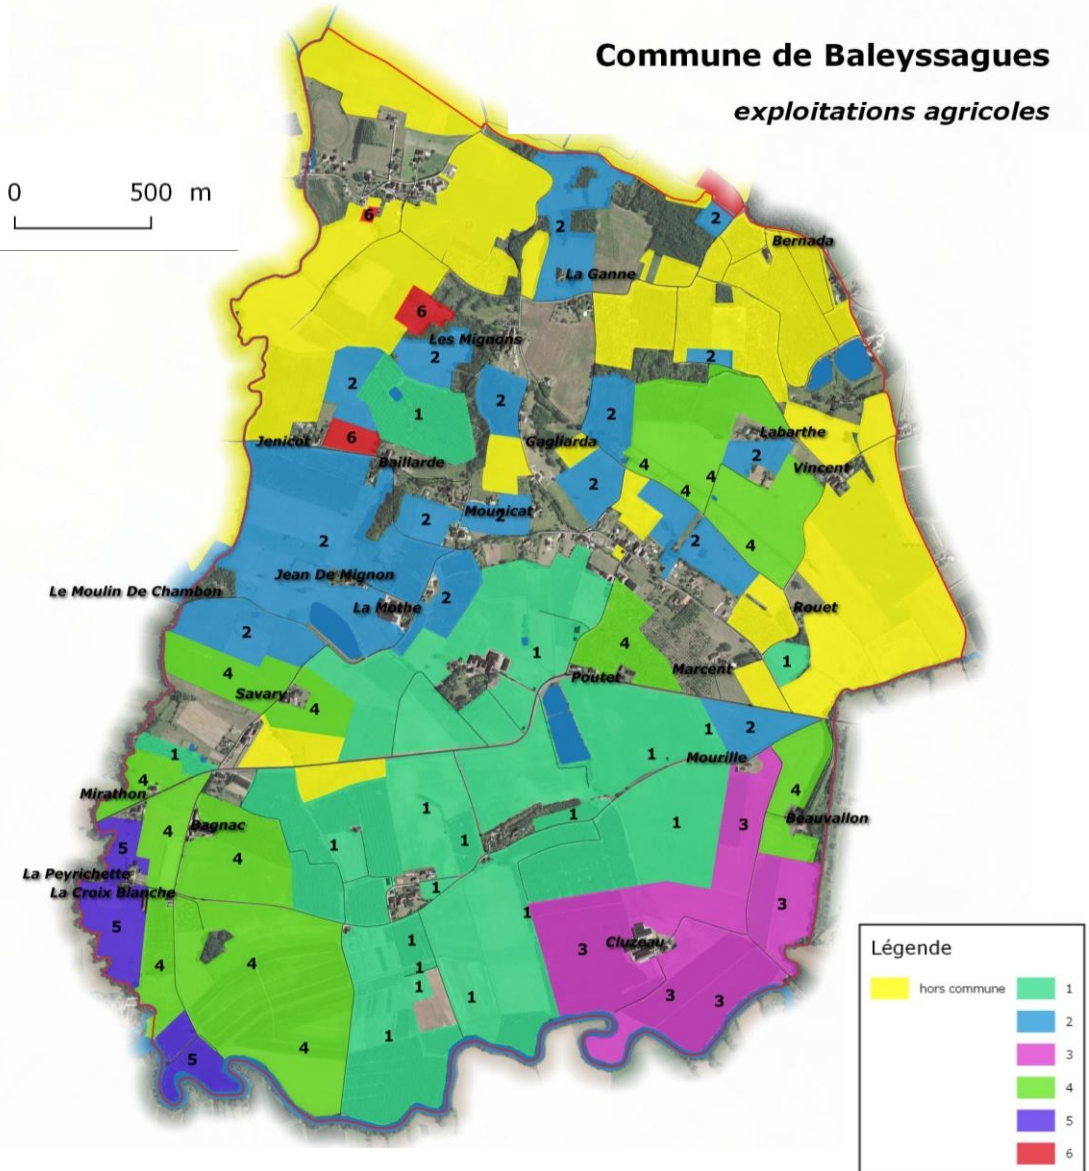 Commune de Baleyssagues
exploitations agricoles
0 500 m
6
2
2
Bernada
La Ganne
6
Les Mignons
2
2
2
2
2
1
Jenicot
6
Baillarde
Gagliarda
Labarthe
2
Vincent
4
4
4
2
2
Mounicat
2
2
2
4
Jean De Mignon
Le Moulin De Chambon
La Mothe
2
Rouet
2
4
1
1
Marcent
4
Poutet
Savary
4
1
2
1
1
Mourille
4
Mirathon
4
1
1
1
3
Beauvallon
Bagnac
4
5
4
1
1
La Peyrichette
La Croix Blanche
1
3
5
1
1
Cluzeau
3
4
4
1
1
1
3
3
1
4
5
Légende
hors commune 1
2
3
4
5
6